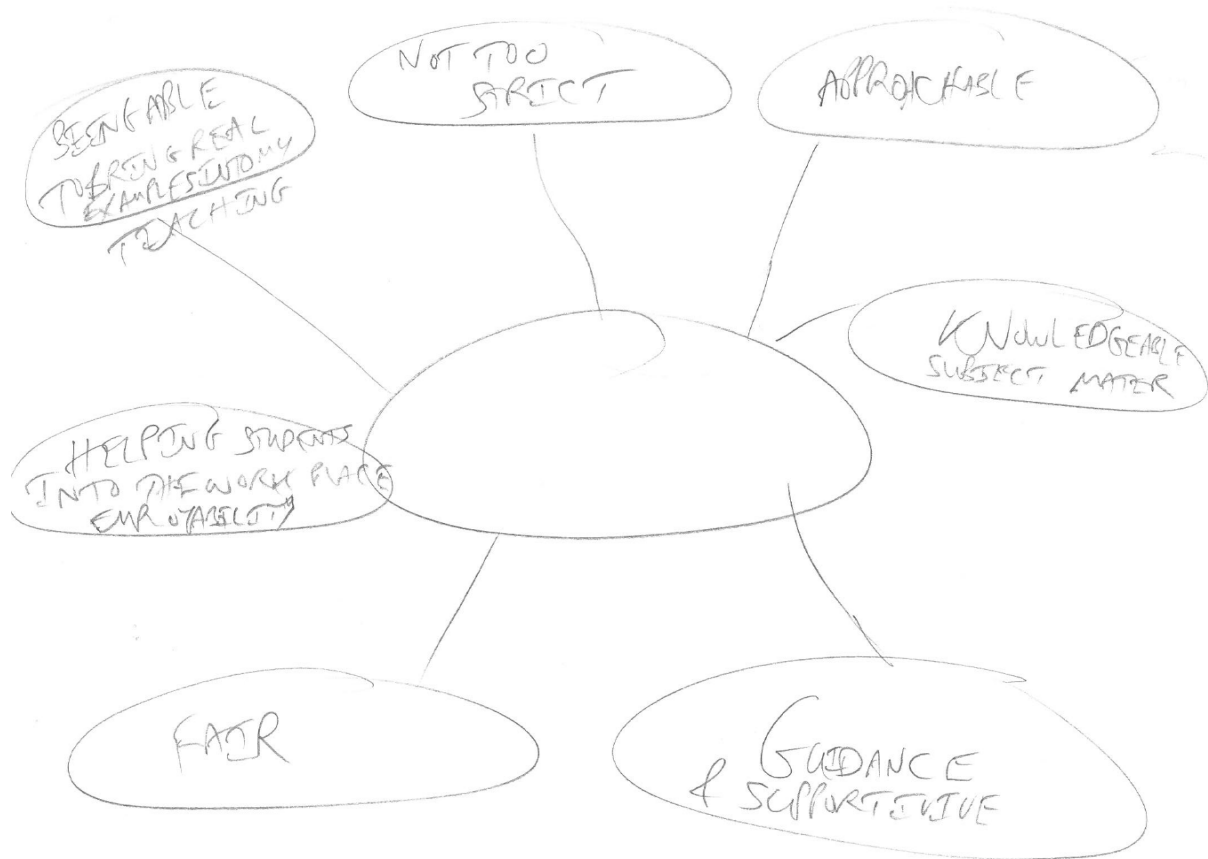 NOT TOO
STRICT
APPROACHABLE
BEING ABLE
TO BRING REAL
EXAMPLES INTO MY
TEACHING
KNOWLEDGEABLE
SUBJECT MATER
HELPING STUDENTS
INTO THE WORK PLACE
EMPLOYABILITY
FAIR
GUIDANCE
& SUPPORTIVIVE